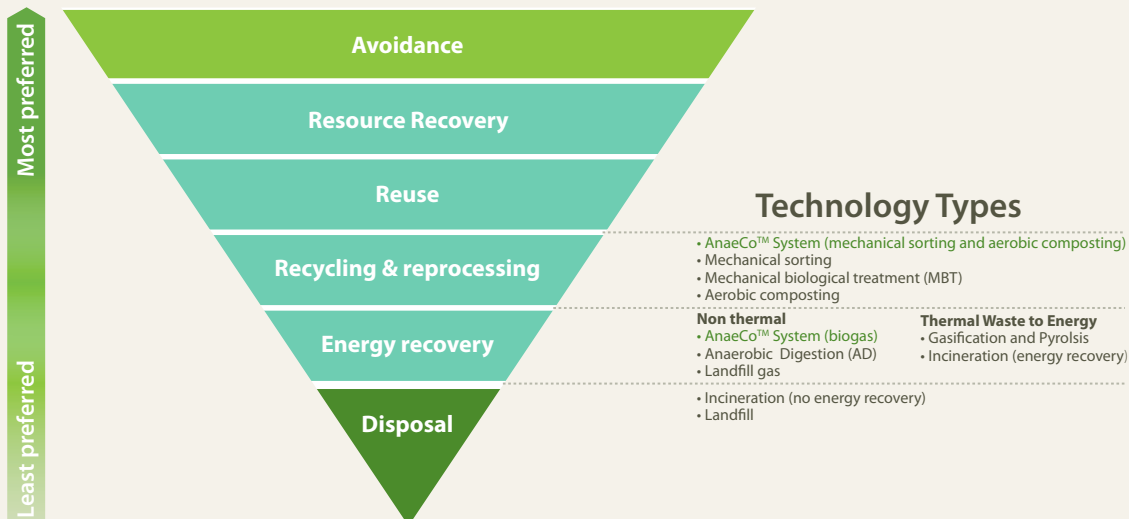 Most preferred
Least preferred
Avoidance
Resource Recovery
Reuse
Recycling & reprocessing
Energy recovery
Disposal
Technology Types
• AnaeCo™ System (mechanical sorting and aerobic composting)
• Mechanical sorting
• Mechanical biological treatment (MBT)
• Aerobic composting
Non thermal
• AnaeCo™ System (biogas)
• Anaerobic Digestion (AD)
• Landfill gas
Thermal Waste to Energy
• Gasification and Pyrolsis
• Incineration (energy recovery)
• Incineration (no energy recovery)
• Landfill